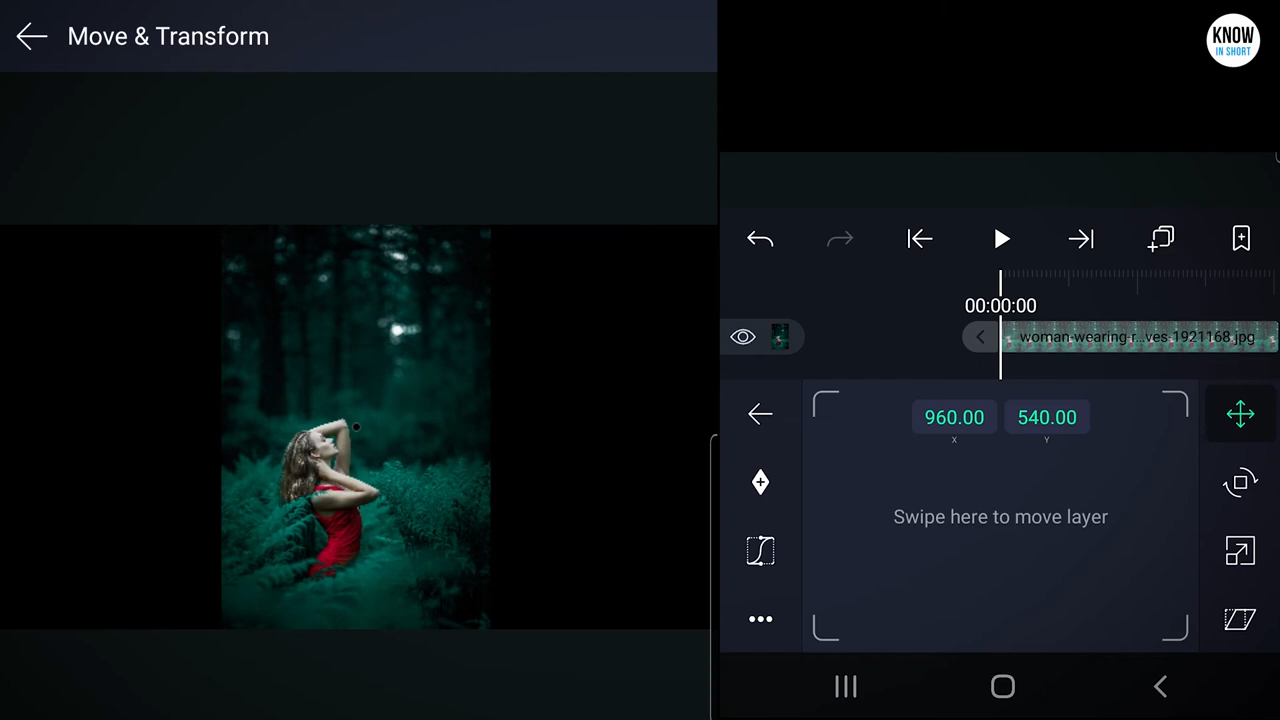 Move & Transform
KNOW
IN SHORT
00:00:00
woman-wearing-r...ves-1921168.jpg
960.00 540.00
X Y
Swipe here to move layer